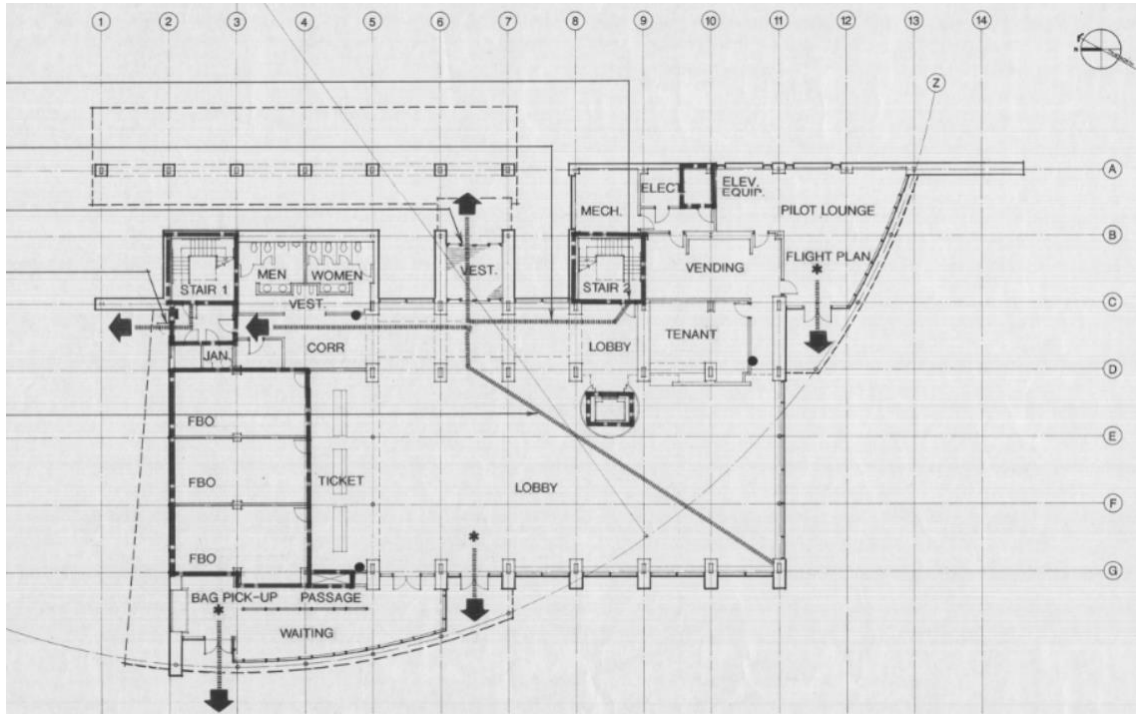 1 2 3 4 5 6 7 8 9 10 11 12 13 14
Z
A
ELECT.
ELEV.
EQUIP.
MECH.
PILOT LOUNGE
B
MEN
WOMEN
VEST.
VENDING
FLIGHT PLAN
*
STAIR 1
STAIR 2
VEST.
C
JAN.
CORR
LOBBY
TENANT
D
FBO
E
FBO
TICKET
LOBBY
F
*
FBO
G
BAG PICK-UP
PASSAGE
*
WAITING